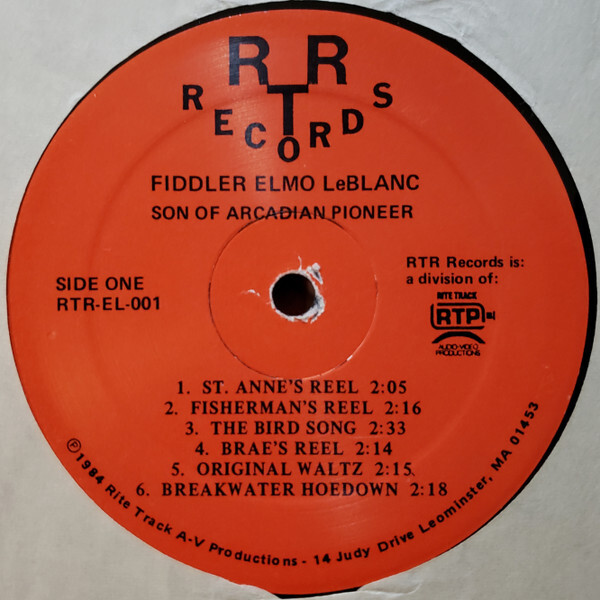 RTR
RECORDS
FIDDLER ELMO LeBLANC
SON OF ARCADIAN PIONEER
SIDE ONE
RTR-EL-001
RTR Records is:
a division of:
RITE TRACK
RTP
AUDIO-VIDEO
PRODUCTIONS
1. ST. ANNE'S REEL 2:05
2. FISHERMAN'S REEL 2:16
3. THE BIRD SONG 2:33
4. BRAE'S REEL 2:14
5. ORIGINAL WALTZ 2:15
6. BREAKWATER HOEDOWN 2:18
Ⓟ1984 Rite Track A-V Productions - 14 Judy Drive Leominster, MA 01453